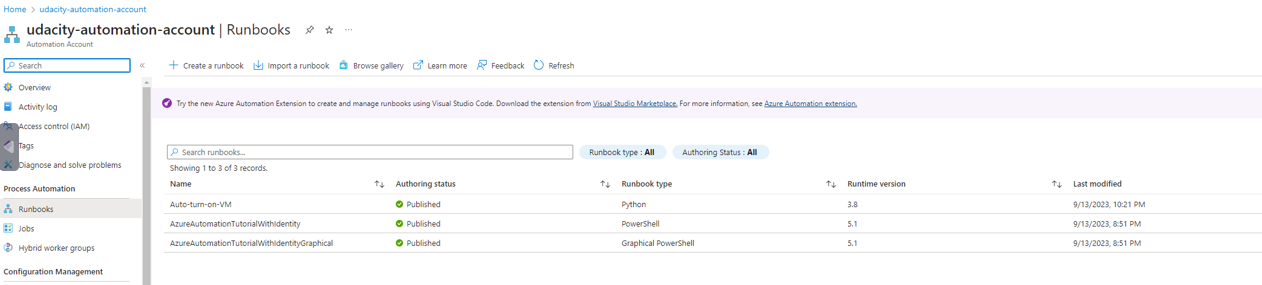 Home > udacity-automation-account
udacity-automation-account | Runbooks ...
Automation Account
Search «
Create a runbook Import a runbook Browse gallery Learn more Feedback Refresh
Overview
Activity log
Access control (IAM)
Tags
Diagnose and solve problems
Process Automation
Runbooks
Jobs
Hybrid worker groups
Configuration Management
Try the new Azure Automation Extension to create and manage runbooks using Visual Studio Code. Download the extension from Visual Studio Marketplace. For more information, see Azure Automation extension.
Search runbooks... Runbook type : All Authoring Status : All
Showing 1 to 3 of 3 records.
Name Authoring status Runbook type Runtime version Last modified
Auto-turn-on-VM Published Python 3.8 9/13/2023, 10:21 PM
AzureAutomationTutorialWithIdentity Published PowerShell 5.1 9/13/2023, 8:51 PM
AzureAutomationTutorialWithIdentityGraphical Published Graphical PowerShell 5.1 9/13/2023, 8:51 PM